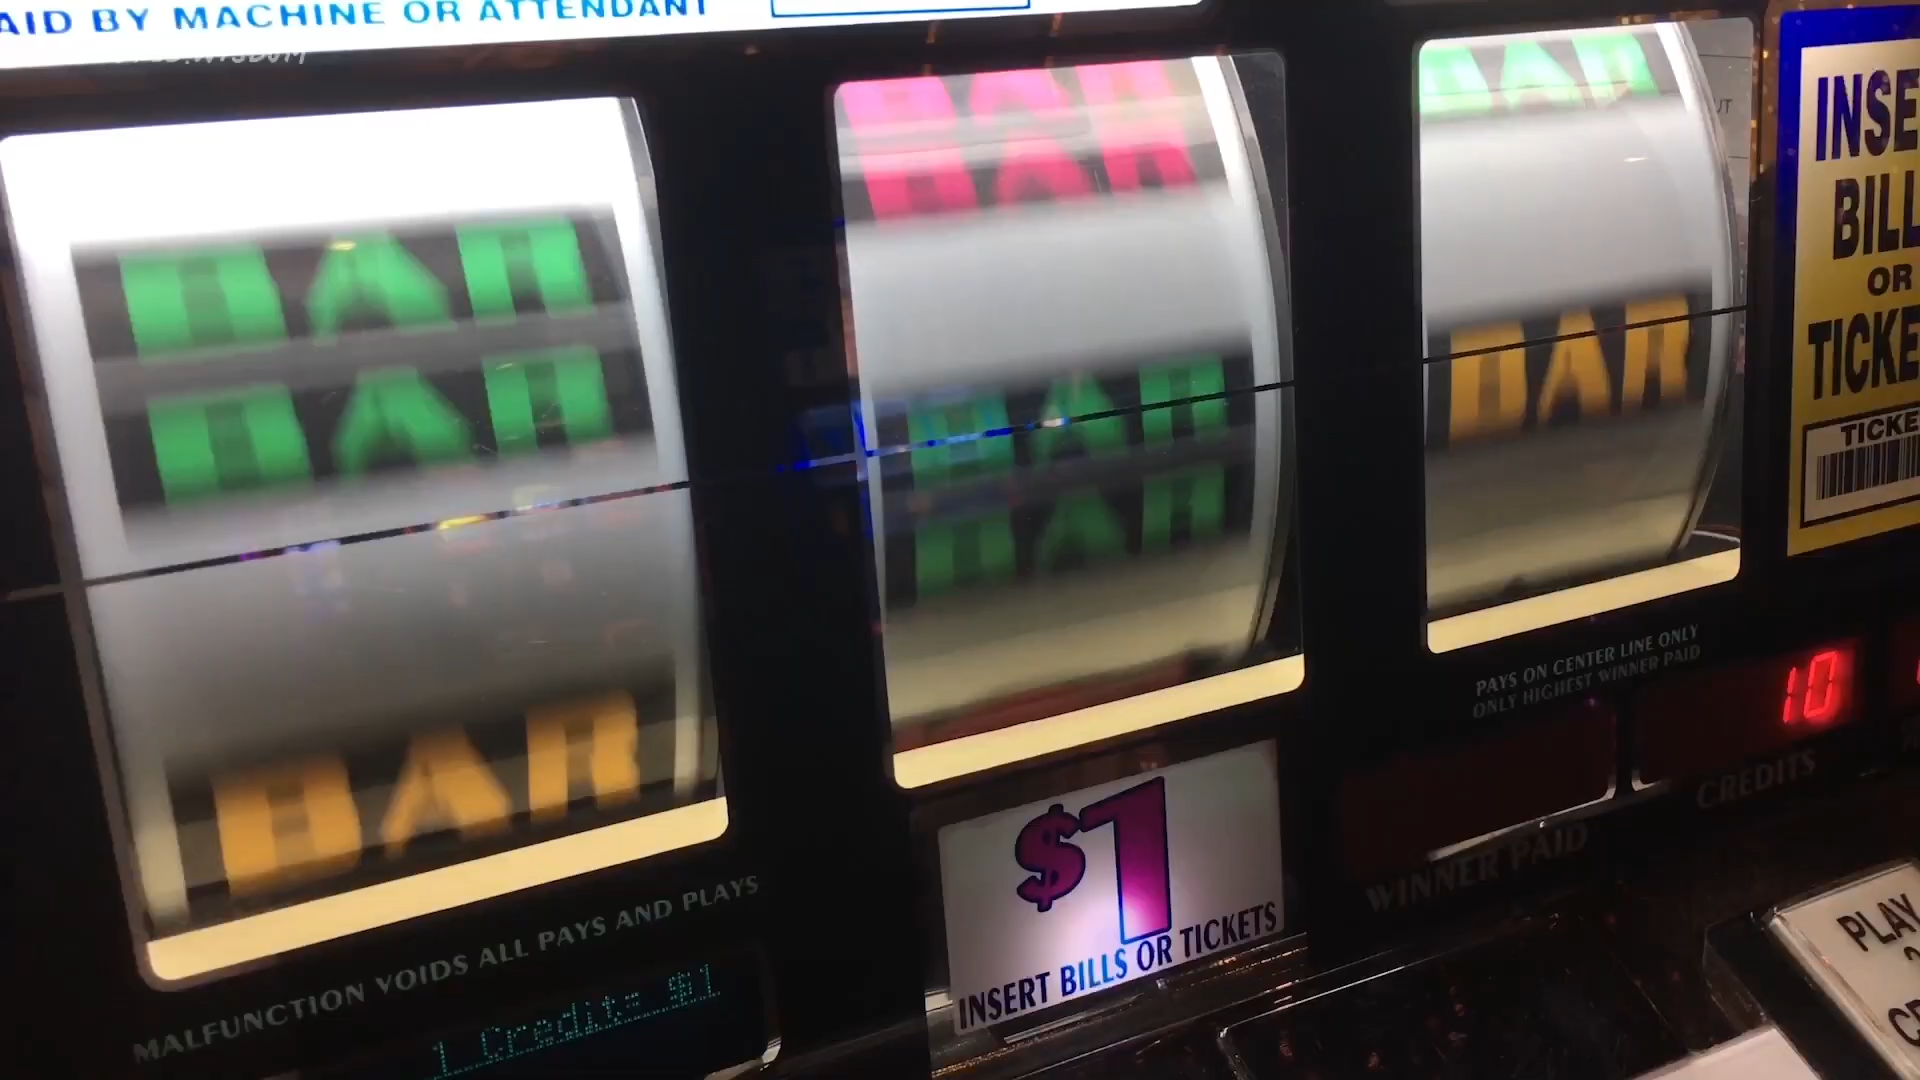 AID BY MACHINE OR ATTENDANT
BAR
BAR
BAR
BAR
BAR
BAR
BAR
BAR
BAR
INSE
BILL
OR
TICKE
TICKE
PAYS ON CENTER LINE ONLY
ONLY HIGHEST WINNER PAID
10
CREDITS
WINNER PAID
$1
INSERT BILLS OR TICKETS
MALFUNCTION VOIDS ALL PAYS AND PLAYS
1 Credit= $1
PLAY